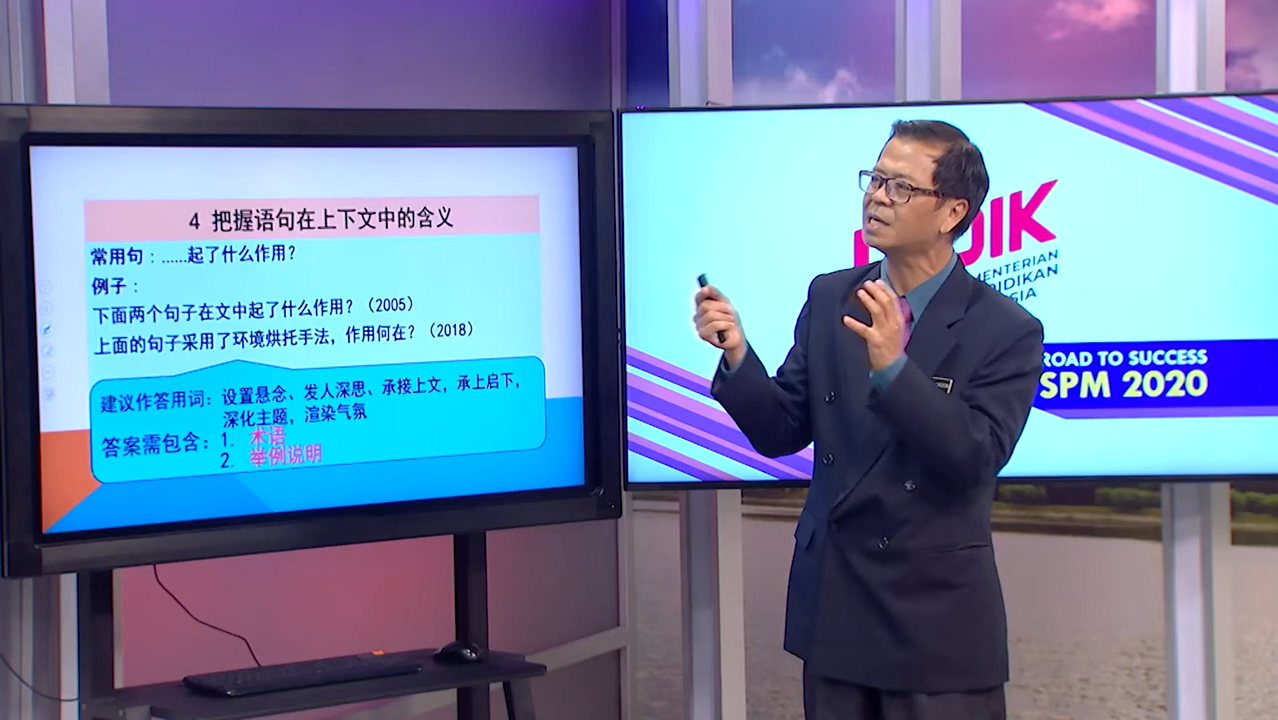 4 把握语句在上下文中的含义
常用句：......起了什么作用？
例子：
下面两个句子在文中起了什么作用？（2005）
上面的句子采用了环境烘托手法，作用何在？（2018）
建议作答用词：设置悬念、发人深思、承接上文，承上启下，
深化主题，渲染气氛
答案需包含：1. 术语
2. 举例说明
ROAD TO SUCCESS
SPM 2020